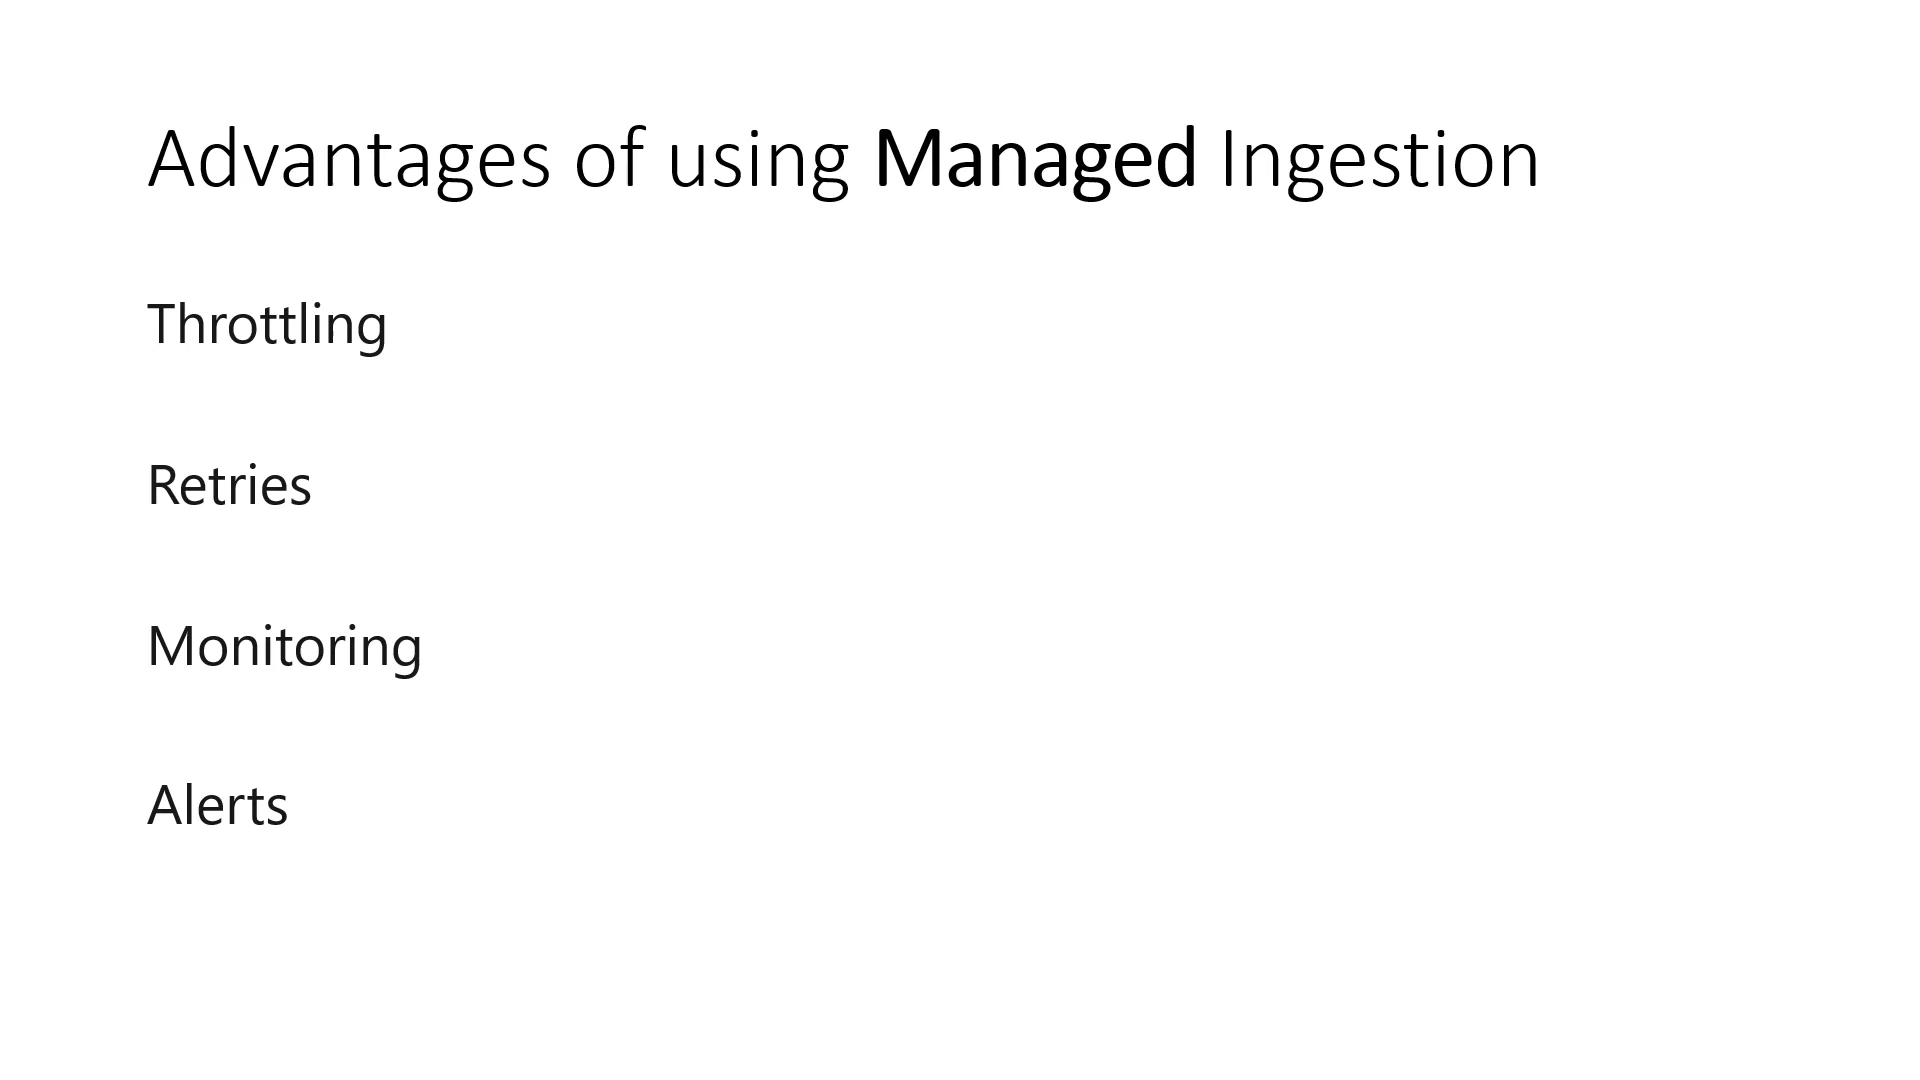 Advantages of using Managed Ingestion
Throttling
Retries
Monitoring
Alerts